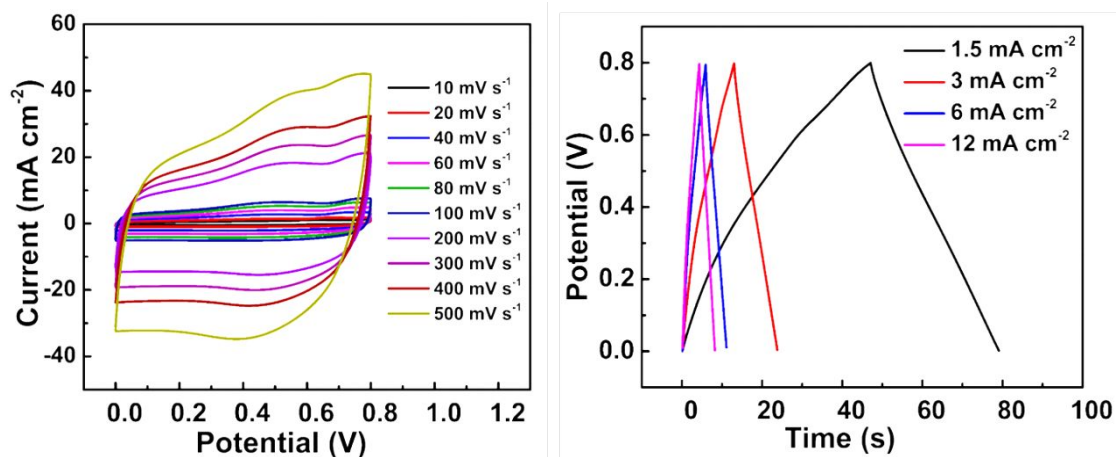 60
40
20
0
-20
-40
Current (mA cm⁻²)
10 mV s⁻¹
20 mV s⁻¹
40 mV s⁻¹
60 mV s⁻¹
80 mV s⁻¹
100 mV s⁻¹
200 mV s⁻¹
300 mV s⁻¹
400 mV s⁻¹
500 mV s⁻¹
0.0 0.2 0.4 0.6 0.8 1.0 1.2
Potential (V)
0.8
0.6
0.4
0.2
0.0
Potential (V)
1.5 mA cm⁻²
3 mA cm⁻²
6 mA cm⁻²
12 mA cm⁻²
0 20 40 60 80 100
Time (s)